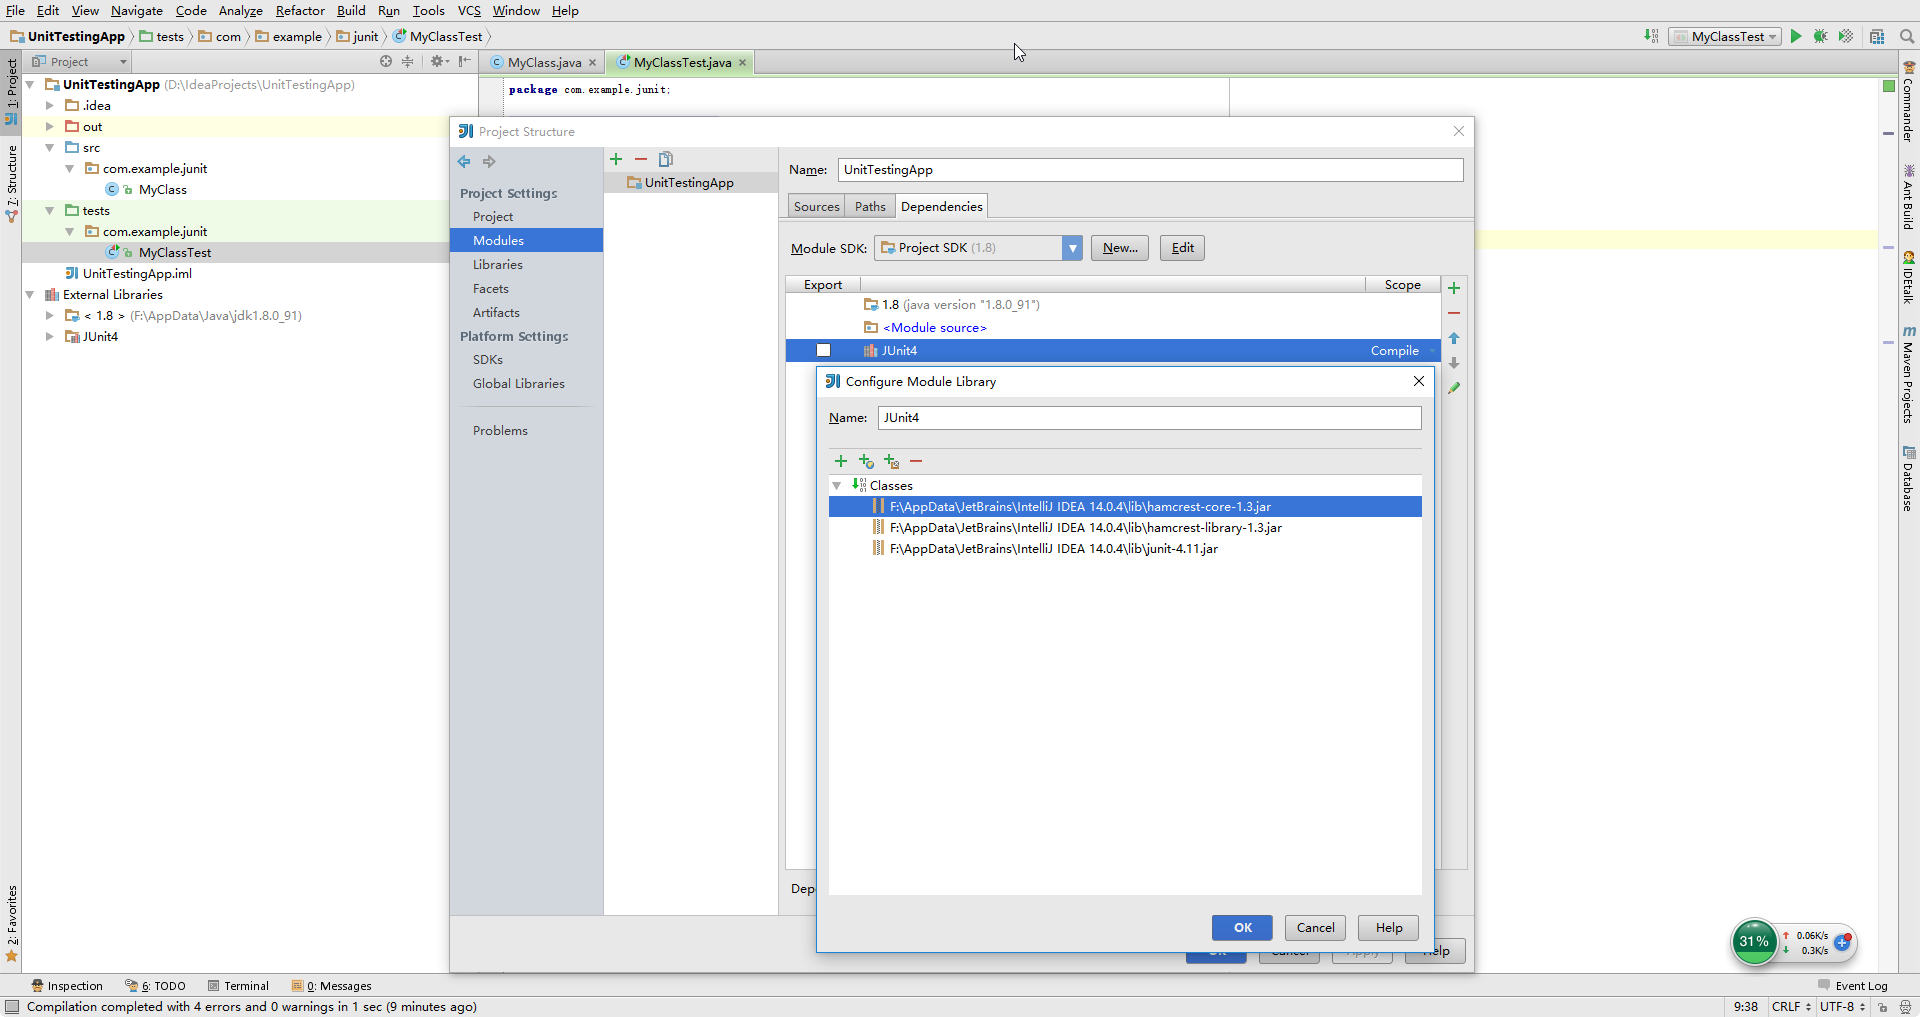 File Edit View Navigate Code Analyze Refactor Build Run Tools VCS Window Help
UnitTestingApp tests com example junit MyClassTest
MyClassTest
Project
MyClass.java
MyClassTest.java
1: Project
7: Structure
2: Favorites
UnitTestingApp (D:\IdeaProjects\UnitTestingApp)
.idea
out
src
com.example.junit
MyClass
tests
com.example.junit
MyClassTest
UnitTestingApp.iml
External Libraries
< 1.8 > (F:\AppData\Java\jdk1.8.0_91)
JUnit4
package com.example.junit;
Project Structure
Project Settings
Project
Modules
Libraries
Facets
Artifacts
Platform Settings
SDKs
Global Libraries
Problems
UnitTestingApp
Name: UnitTestingApp
Sources Paths Dependencies
Module SDK: Project SDK (1.8) New... Edit
Export Scope
1.8 (java version "1.8.0_91")
<Module source>
JUnit4 Compile
Configure Module Library
Name: JUnit4
Classes
F:\AppData\JetBrains\IntelliJ IDEA 14.0.4\lib\hamcrest-core-1.3.jar
F:\AppData\JetBrains\IntelliJ IDEA 14.0.4\lib\hamcrest-library-1.3.jar
F:\AppData\JetBrains\IntelliJ IDEA 14.0.4\lib\junit-4.11.jar
Dep
OK Cancel Help
OK Cancel Apply Help
Commander
Ant Build
IDEtalk
Maven Projects
Database
31%
0.06K/s
0.3K/s
Inspection 6: TODO Terminal 0: Messages Event Log
Compilation completed with 4 errors and 0 warnings in 1 sec (9 minutes ago) 9:38 CRLF UTF-8